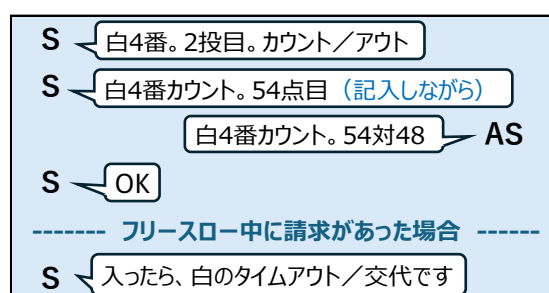 S 白4番。2投目。カウント／アウト
S 白4番カウント。54点目（記入しながら）
白4番カウント。54対48 AS
S OK
------- フリースロー中に請求があった場合 ------
S 入ったら、白のタイムアウト／交代です